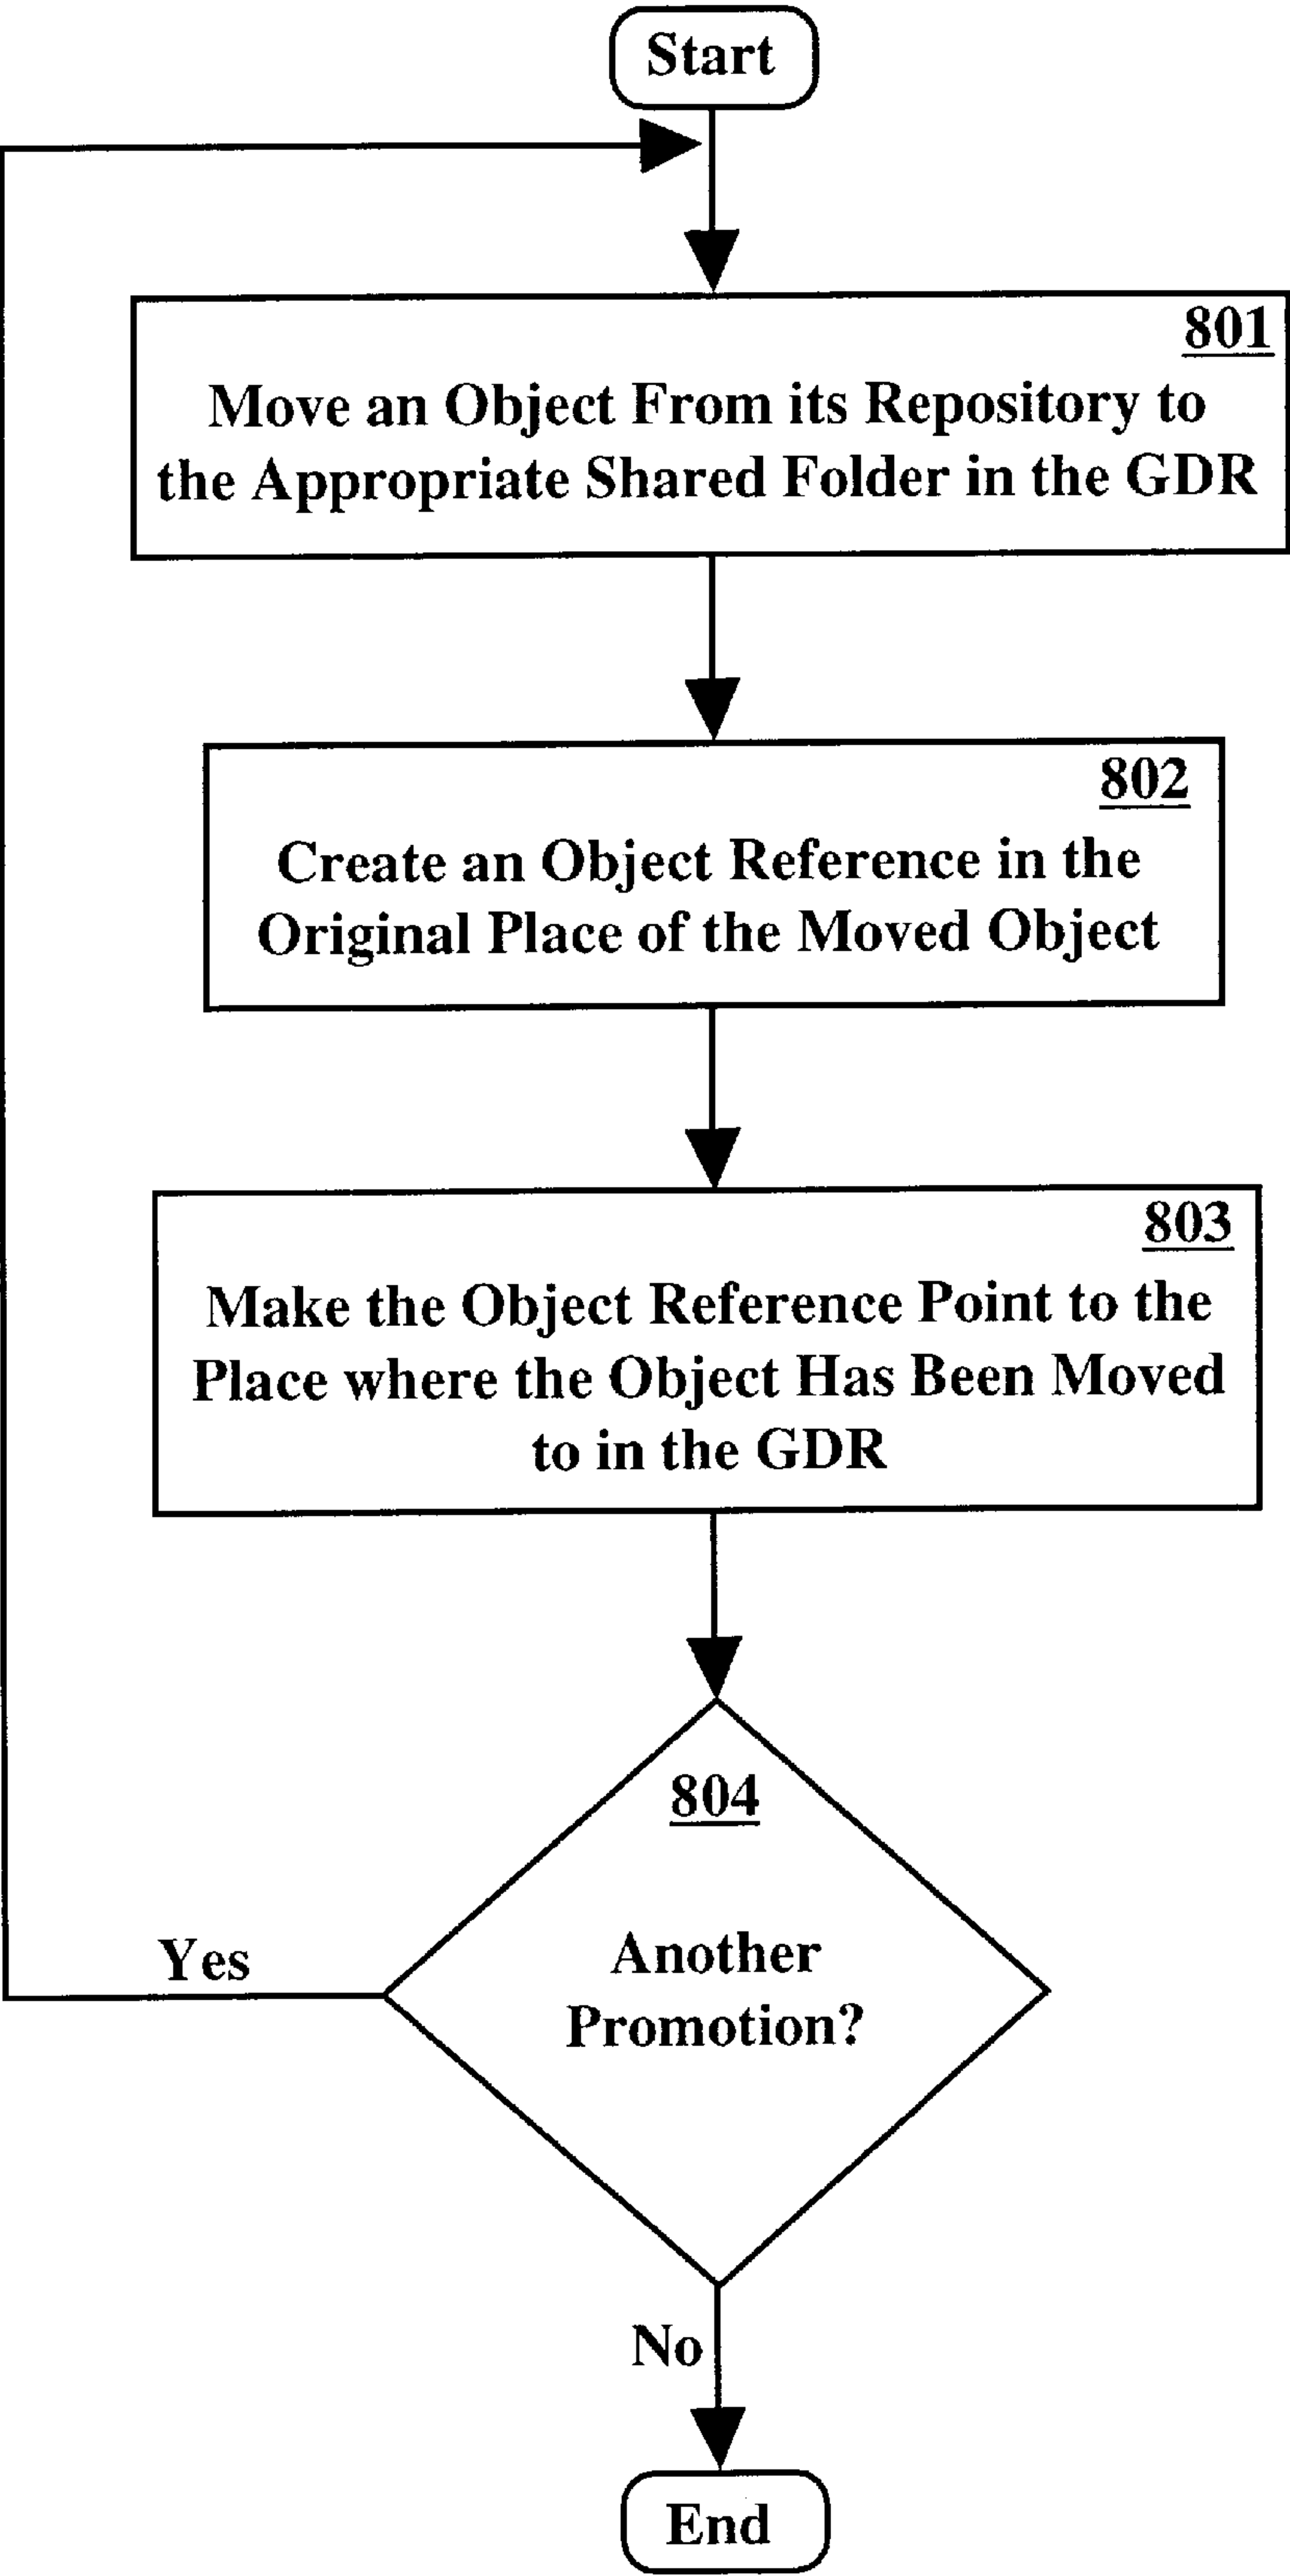 Start
801
Move an Object From its Repository to
the Appropriate Shared Folder in the GDR
802
Create an Object Reference in the
Original Place of the Moved Object
803
Make the Object Reference Point to the
Place where the Object Has Been Moved
to in the GDR
804
Another
Promotion?
Yes
No
End